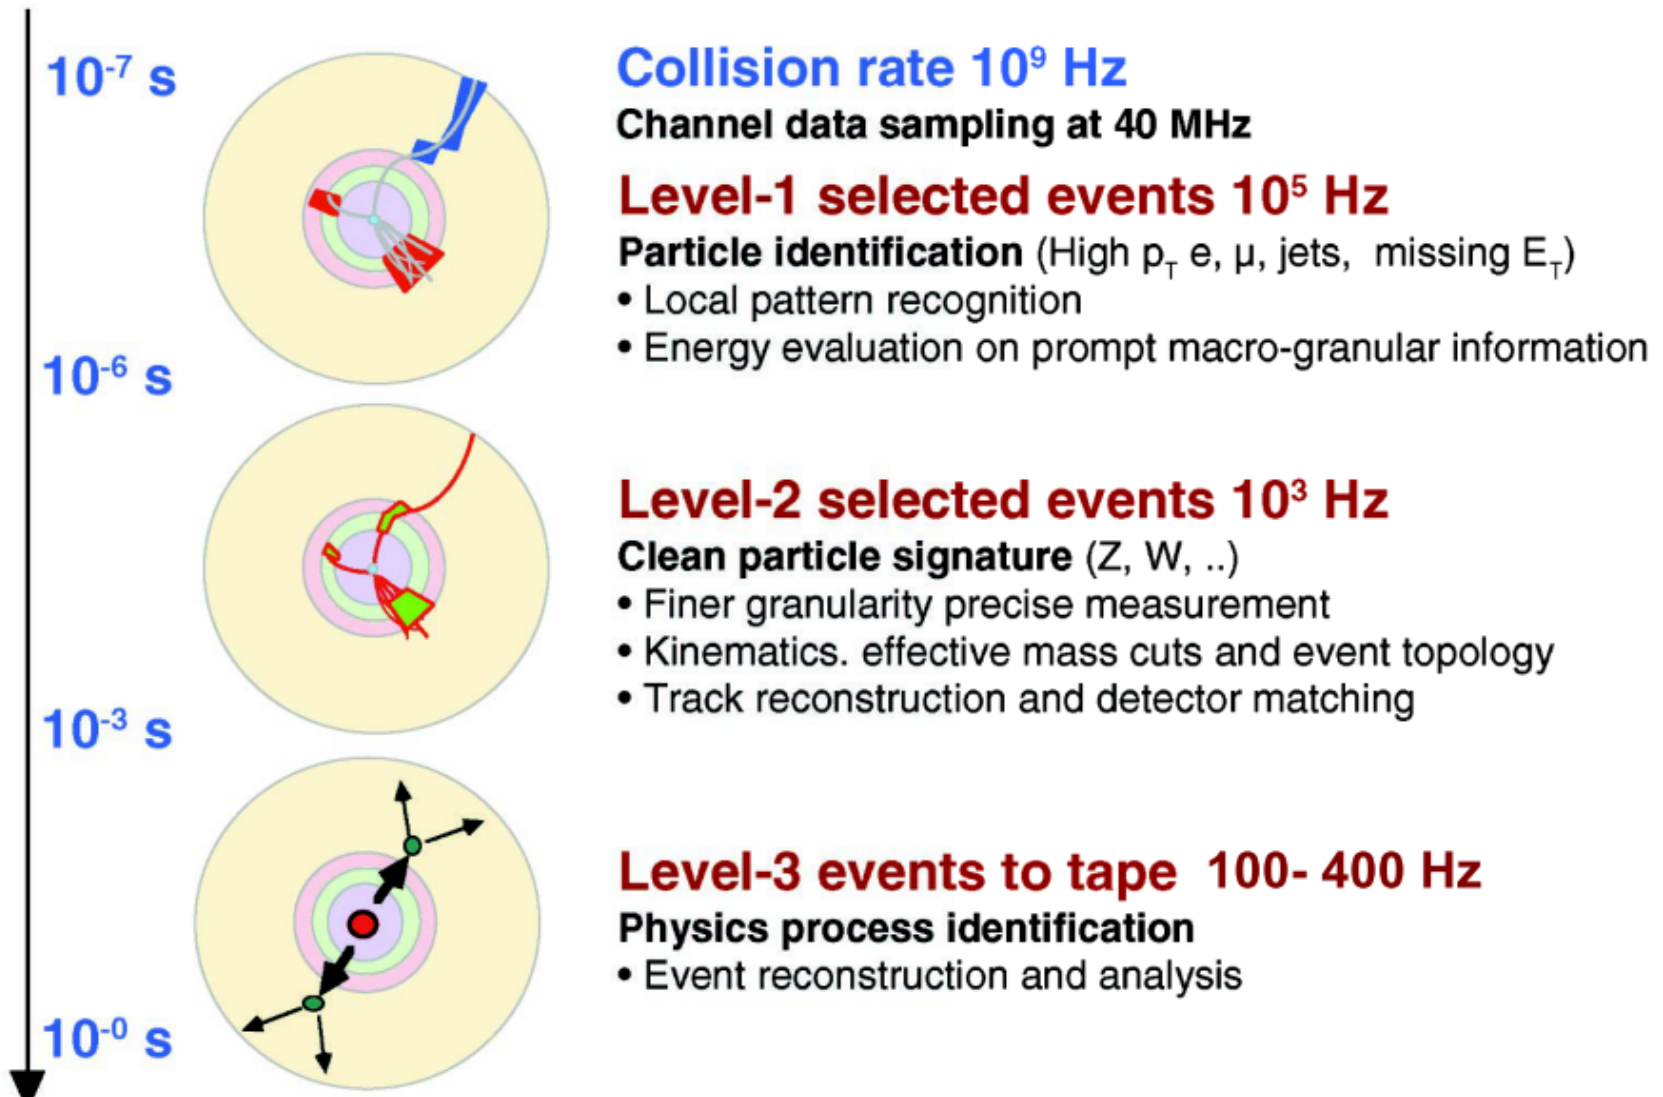 10⁻⁷ s
Collision rate 10⁹ Hz
Channel data sampling at 40 MHz
Level-1 selected events 10⁵ Hz
Particle identification (High p_T e, μ, jets, missing E_T)
• Local pattern recognition
• Energy evaluation on prompt macro-granular information
10⁻⁶ s
Level-2 selected events 10³ Hz
Clean particle signature (Z, W, ..)
• Finer granularity precise measurement
• Kinematics. effective mass cuts and event topology
• Track reconstruction and detector matching
10⁻³ s
Level-3 events to tape 100- 400 Hz
Physics process identification
• Event reconstruction and analysis
10⁻⁰ s